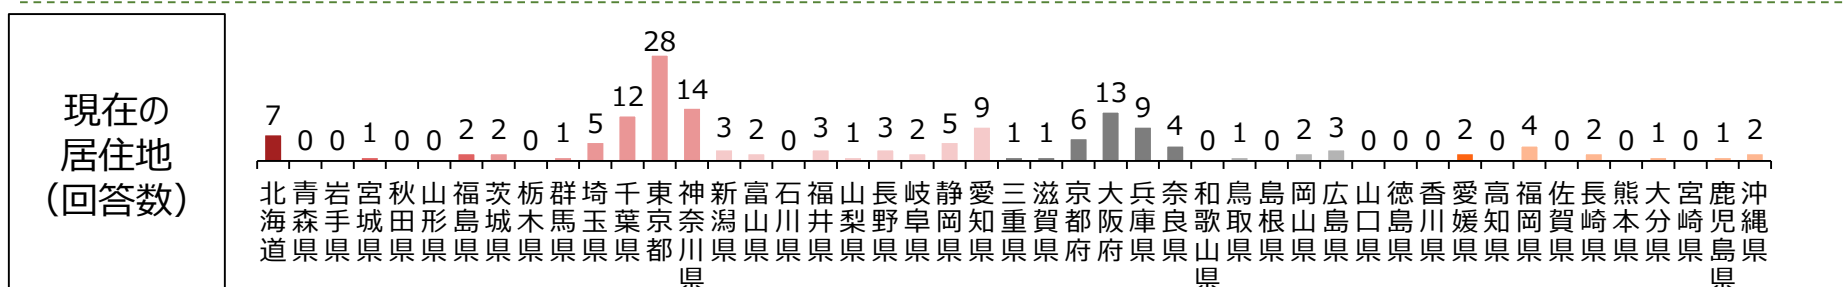 現在の
居住地
（回答数）
7 0 0 1 0 0 2 2 0 1 5 12 28 14 3 2 0 3 1 3 2 5 9 1 1 6 13 9 4 0 1 0 2 3 0 0 0 2 0 4 0 2 0 1 0 1 2
北海道 青森県 岩手県 宮城県 秋田県 山形県 福島県 茨城県 栃木県 群馬県 埼玉県 千葉県 東京都 神奈川県 新潟県 富山県 石川県 福井県 山梨県 長野県 岐阜県 静岡県 愛知県 三重県 滋賀県 京都府 大阪府 兵庫県 奈良県 和歌山県 鳥取県 島根県 岡山県 広島県 山口県 徳島県 香川県 愛媛県 高知県 福岡県 佐賀県 長崎県 熊本県 大分県 宮崎県 鹿児島県 沖縄県